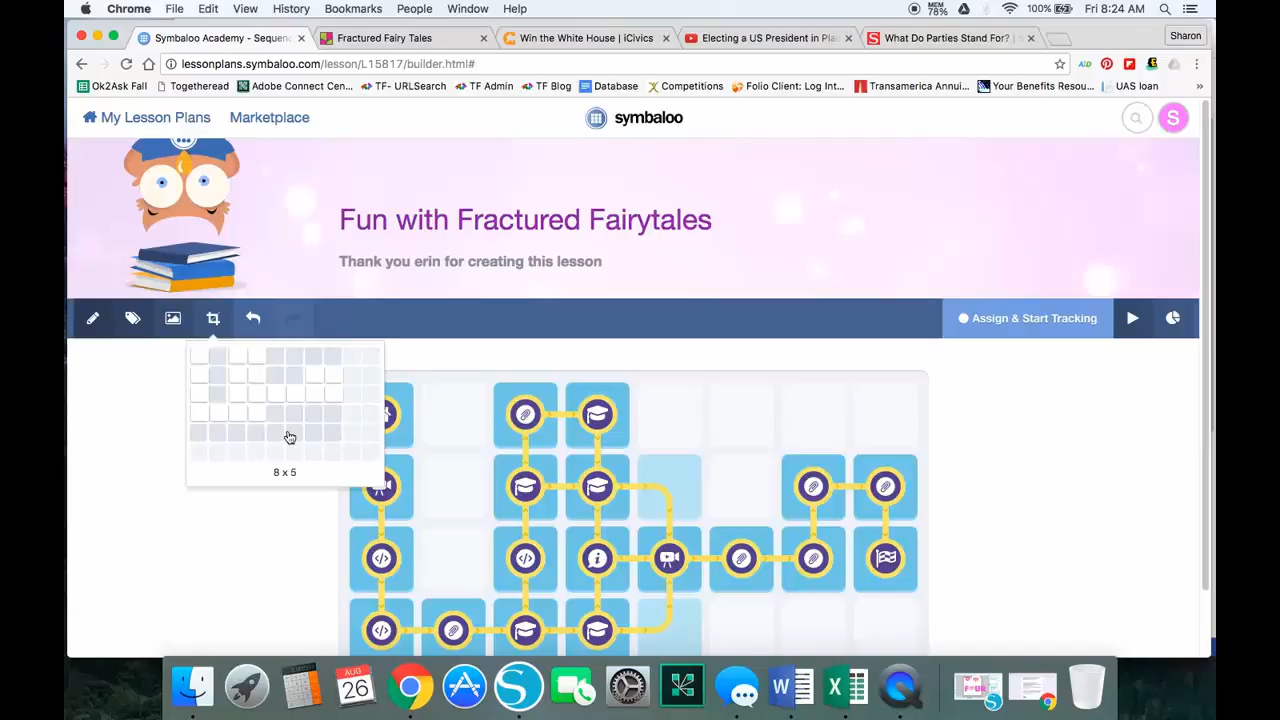 Chrome File Edit View History Bookmarks People Window Help MEM 78% 100% Fri 8:24 AM
Symbaloo Academy - Sequenc Fractured Fairy Tales Win the White House | iCivics Electing a US President in Pla What Do Parties Stand For? | s Sharon
lessonplans.symbaloo.com/lesson/L15817/builder.html#
Ok2Ask Fall Togetheread Adobe Connect Cen... TF- URLSearch TF Admin TF Blog Database Competitions Folio Client: Log Int... Transamerica Annui... Your Benefits Resou... UAS loan »
My Lesson Plans Marketplace symbaloo S
Fun with Fractured Fairytales
Thank you erin for creating this lesson
Assign & Start Tracking
8 x 5
AUG
26